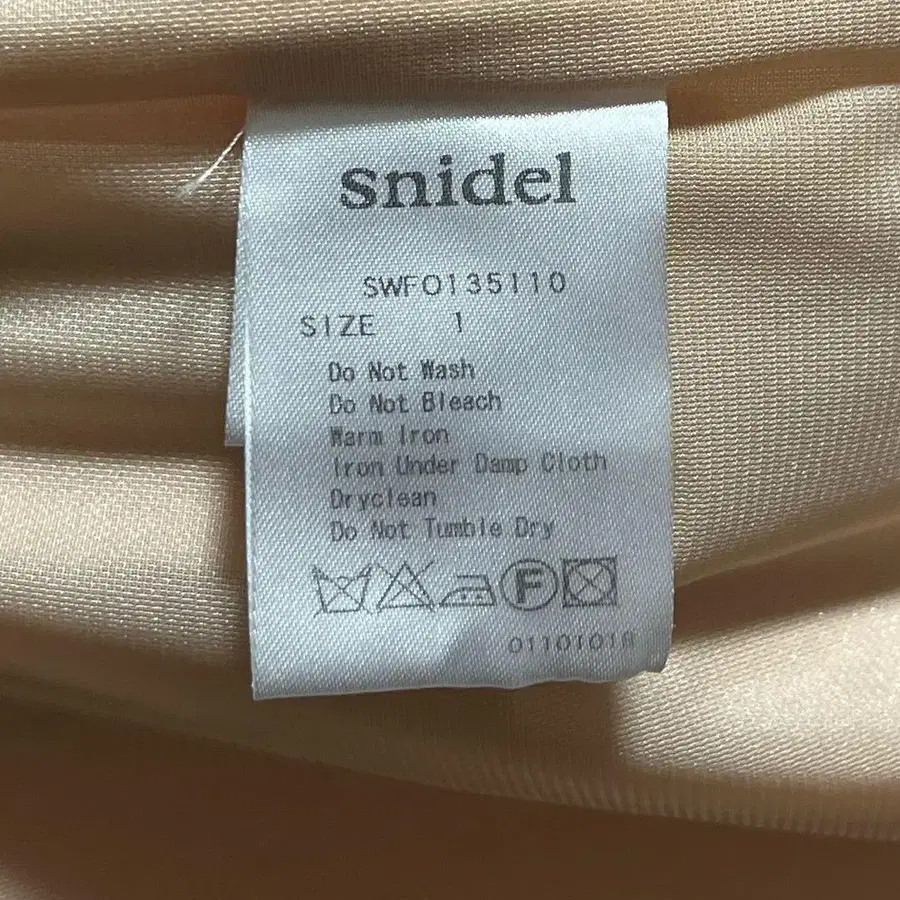 snidel
SWFO135110
SIZE 1
Do Not Wash
Do Not Bleach
Warm Iron
Iron Under Damp Cloth
Dryclean
Do Not Tumble Dry
F
0110101R